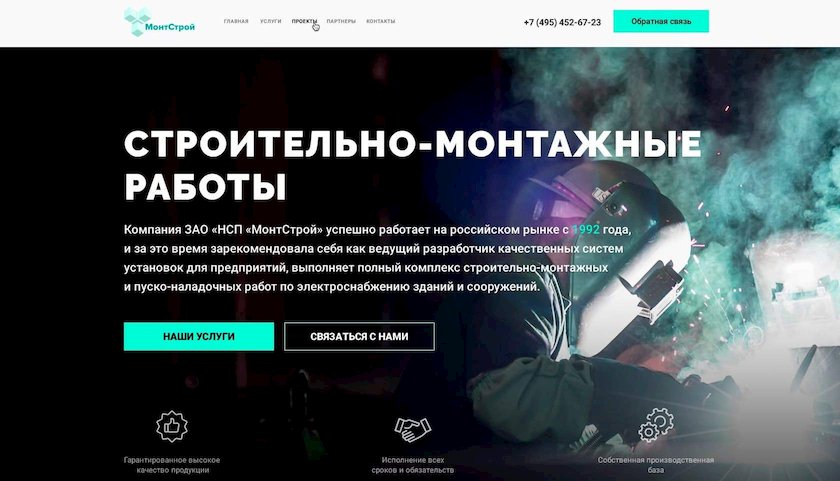 МонтСтрой
ГЛАВНАЯ УСЛУГИ ПРОЕКТЫ ПАРТНЕРЫ КОНТАКТЫ
+7 (495) 452-67-23
Обратная связь
СТРОИТЕЛЬНО-МОНТАЖНЫЕ
РАБОТЫ
Компания ЗАО «НСП «МонтСтрой» успешно работает на российском рынке с 1992 года,
и за это время зарекомендовала себя как ведущий разработчик качественных систем
установок для предприятий, выполняет полный комплекс строительно-монтажных
и пуско-наладочных работ по электроснабжению зданий и сооружений.
НАШИ УСЛУГИ
СВЯЗАТЬСЯ С НАМИ
Гарантированное высокое
качество продукции
Исполнение всех
сроков и обязательств
Собственная производственная
база